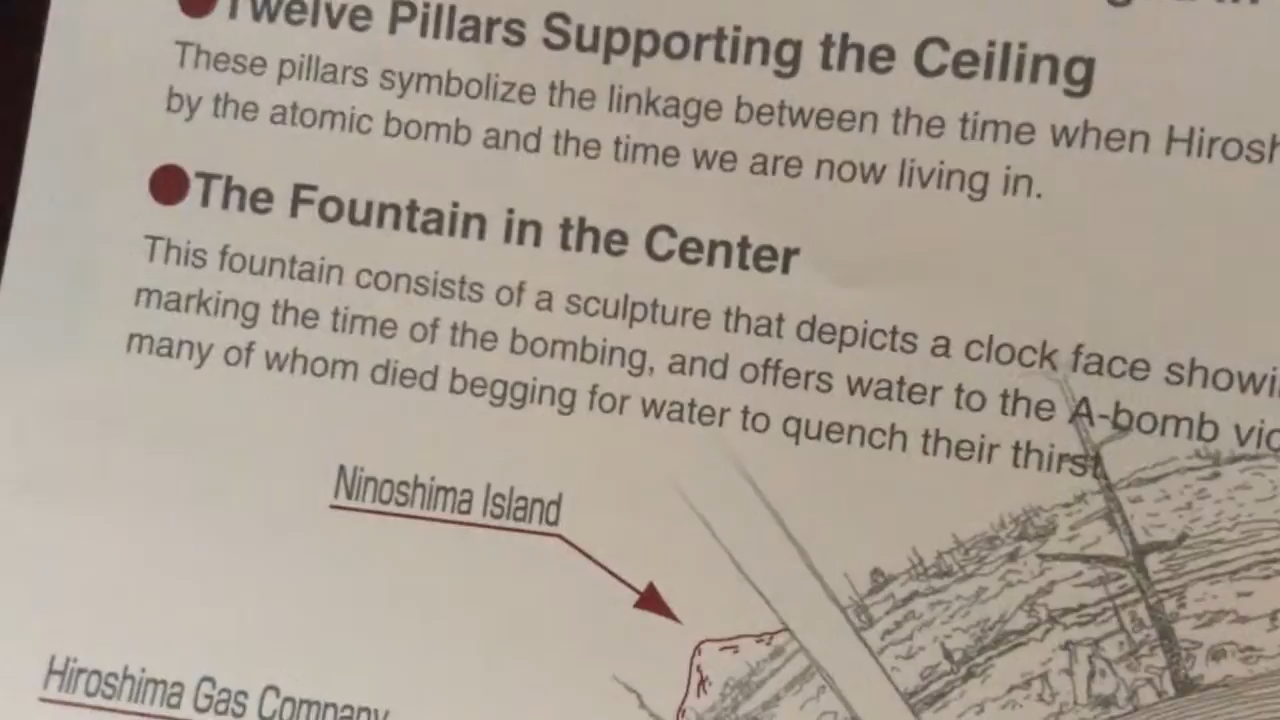 Twelve Pillars Supporting the Ceiling
These pillars symbolize the linkage between the time when
by the atomic bomb and the time we are now living in.
The Fountain in the Center
This fountain consists of a sculpture that depicts a clock face
marking the time of the bombing, and offers water to the A-bomb
many of whom died begging for water to quench their thirst.
Ninoshima Island
Hiroshima Gas Company